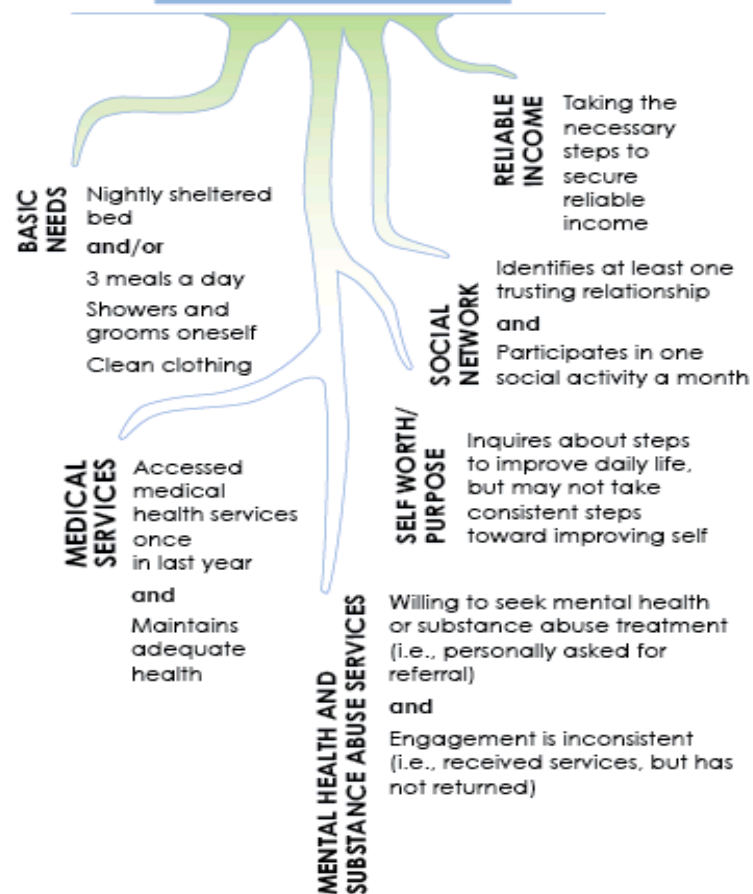 BASIC
NEEDS
Nightly sheltered
bed
and/or
3 meals a day
Showers and
grooms oneself
Clean clothing
RELIABLE
INCOME
Taking the
necessary
steps to
secure
reliable
income
SOCIAL
NETWORK
Identifies at least one
trusting relationship
and
Participates in one
social activity a month
MEDICAL
SERVICES
Accessed
medical
health services
once
in last year
and
Maintains
adequate
health
SELF WORTH/
PURPOSE
Inquires about steps
to improve daily life,
but may not take
consistent steps
toward improving self
MENTAL HEALTH AND
SUBSTANCE ABUSE SERVICES
Willing to seek mental health
or substance abuse treatment
(i.e., personally asked for
referral)
and
Engagement is inconsistent
(i.e., received services, but has
not returned)